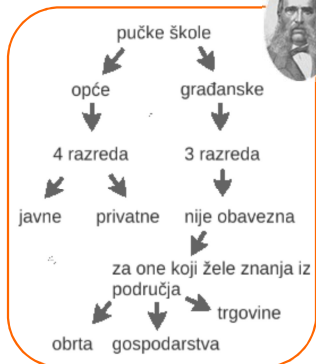 pučke škole
opće građanske
4 razreda 3 razreda
javne privatne nije obavezna
za one koji žele znanja iz
područja
trgovine
obrta gospodarstva